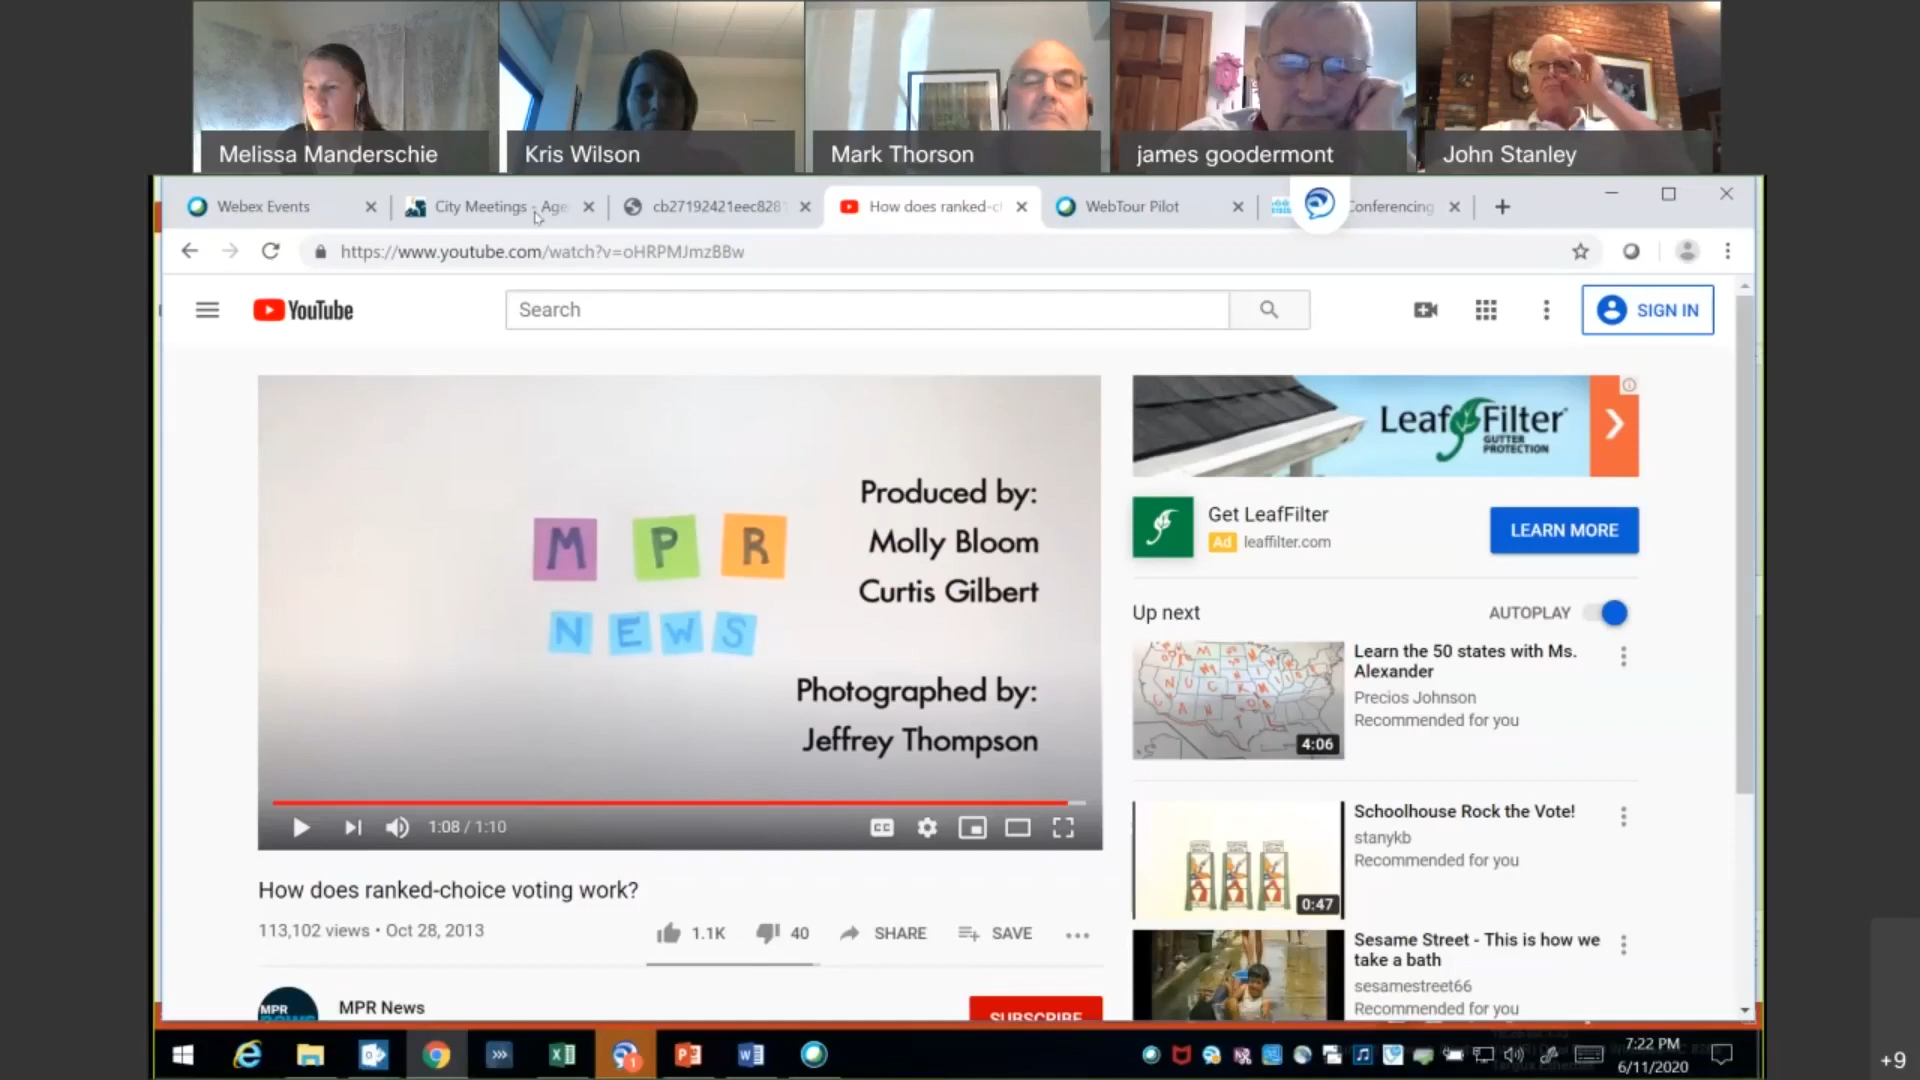 Melissa Manderschie
Kris Wilson
Mark Thorson
james goodermont
John Stanley
Webex Events
City Meetings - Age
cb27192421eec8281
How does ranked-c
WebTour Pilot
Conferencing
https://www.youtube.com/watch?v=oHRPMJmzBBw
YouTube
Search
SIGN IN
M P R
NEWS
Produced by:
Molly Bloom
Curtis Gilbert
Photographed by:
Jeffrey Thompson
1:08 / 1:10
CC
How does ranked-choice voting work?
113,102 views • Oct 28, 2013
1.1K
40
SHARE
SAVE
MPR
MPR News
SUBSCRIBE
LeafFilter
GUTTER
PROTECTION
Get LeafFilter
Ad leaffilter.com
LEARN MORE
Up next
AUTOPLAY
Learn the 50 states with Ms.
Alexander
Precios Johnson
Recommended for you
4:06
Schoolhouse Rock the Vote!
stanykb
Recommended for you
0:47
Sesame Street - This is how we
take a bath
sesamestreet66
Recommended for you
7:22 PM
6/11/2020
+9